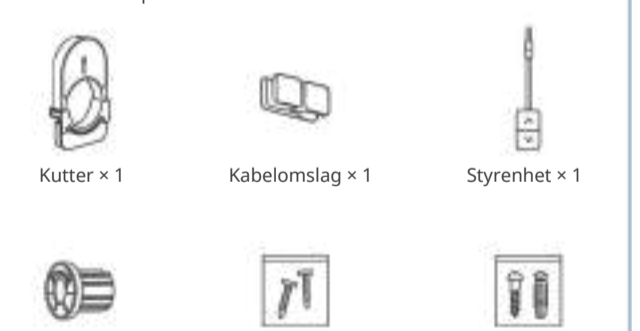 Kutter × 1
Kabelomslag × 1
Styrenhet × 1